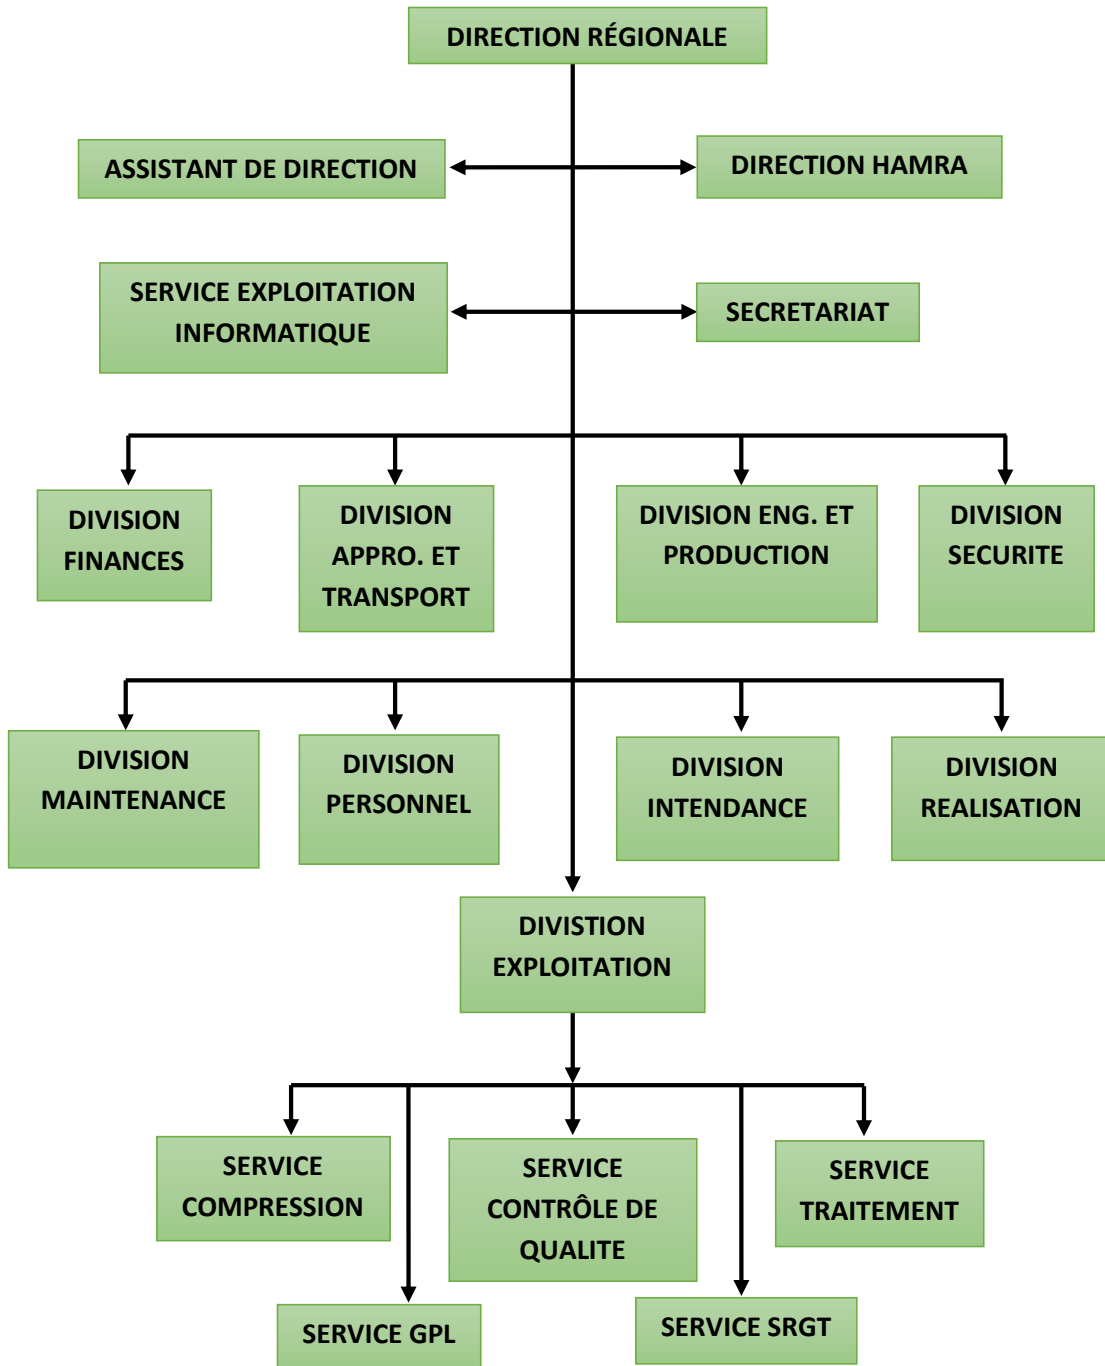 DIRECTION RÉGIONALE
ASSISTANT DE DIRECTION
DIRECTION HAMRA
SERVICE EXPLOITATION
INFORMATIQUE
SECRETARIAT
DIVISION
FINANCES
DIVISION
APPRO. ET
TRANSPORT
DIVISION ENG. ET
PRODUCTION
DIVISION
SECURITE
DIVISION
MAINTENANCE
DIVISION
PERSONNEL
DIVISION
INTENDANCE
DIVISION
REALISATION
DIVISTION
EXPLOITATION
SERVICE
COMPRESSION
SERVICE
CONTRÔLE DE
QUALITE
SERVICE
TRAITEMENT
SERVICE GPL
SERVICE SRGT